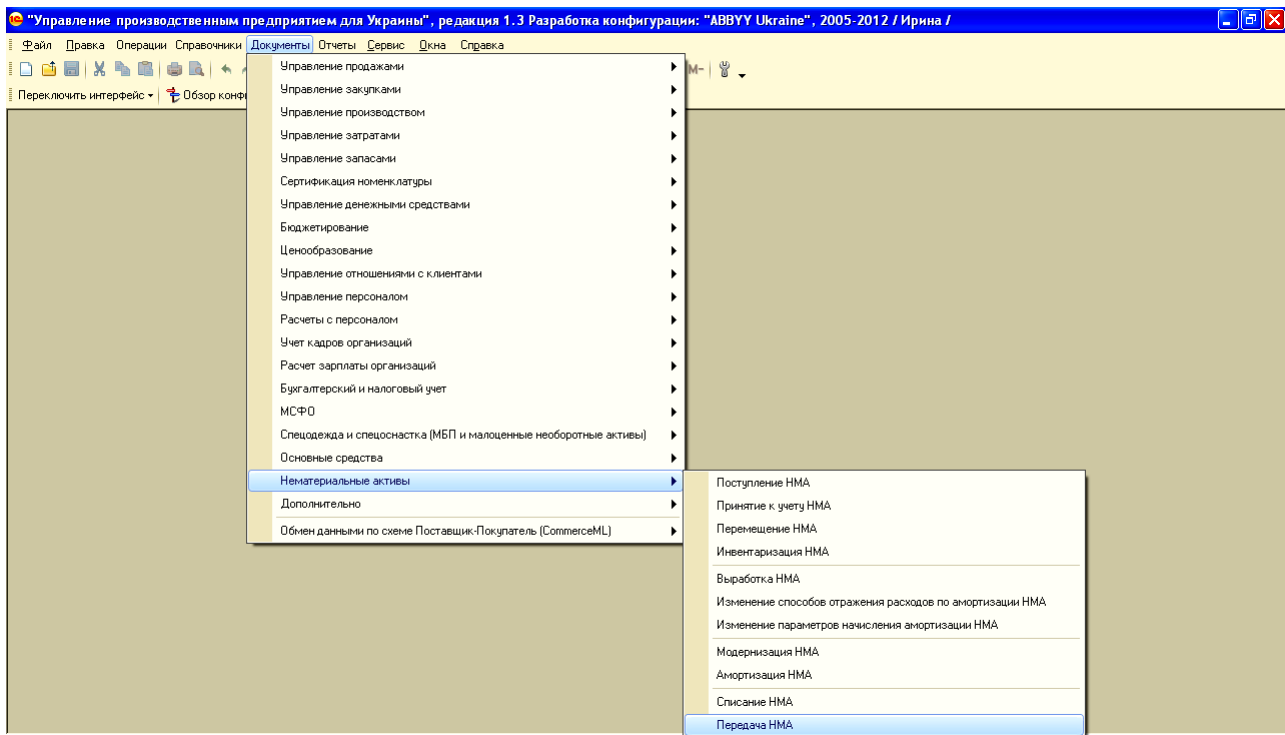 "Управление производственным предприятием для Украины", редакция 1.3 Разработка конфигурации: "ABBYY Ukraine", 2005-2012 / Ирина /
Файл Правка Операции Справочники Документы Отчеты Сервис Окна Справка
M-
Переключить интерфейс Обзор конф
Управление продажами
Управление закупками
Управление производством
Управление затратами
Управление запасами
Сертификация номенклатуры
Управление денежными средствами
Бюджетирование
Ценообразование
Управление отношениями с клиентами
Управление персоналом
Расчеты с персоналом
Учет кадров организаций
Расчет зарплаты организаций
Бухгалтерский и налоговый учет
МСФО
Спецодежда и спецоснастка (МБП и малоценные необоротные активы)
Основные средства
Нематериальные активы
Дополнительно
Обмен данными по схеме Поставщик-Покупатель (CommerceML)
Поступление НМА
Принятие к учету НМА
Перемещение НМА
Инвентаризация НМА
Выработка НМА
Изменение способов отражения расходов по амортизации НМА
Изменение параметров начисления амортизации НМА
Модернизация НМА
Амортизация НМА
Списание НМА
Передача НМА